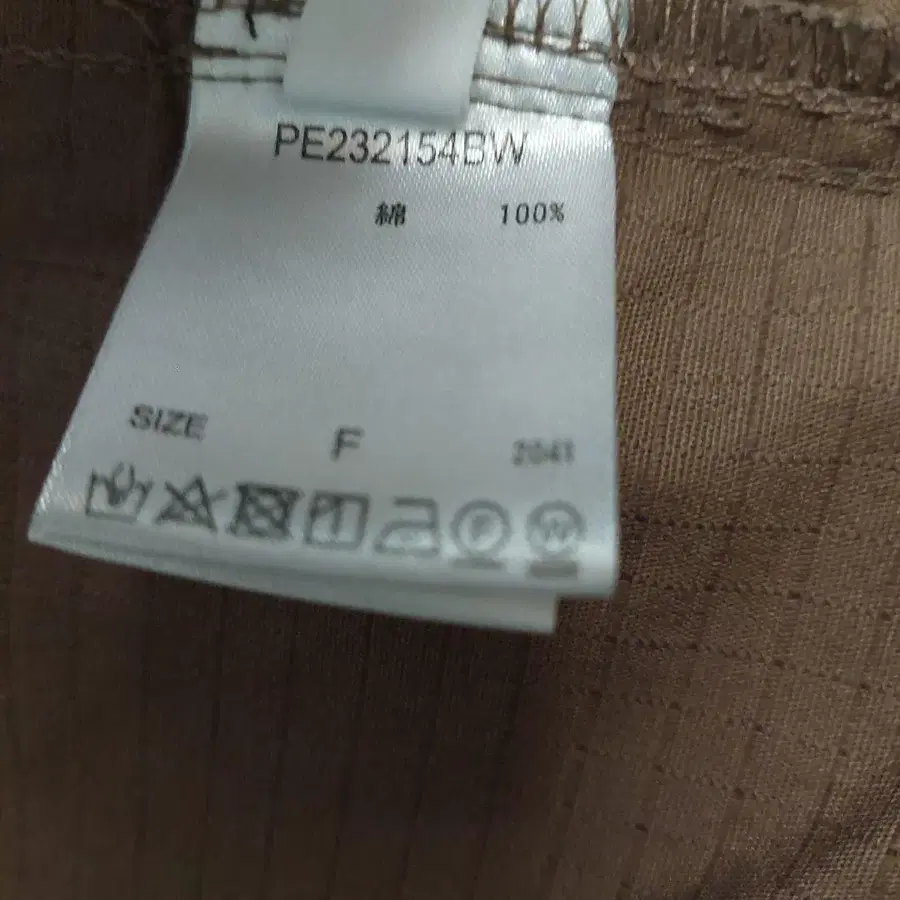 PE232154BW
綿 100%
SIZE F 2041
F W